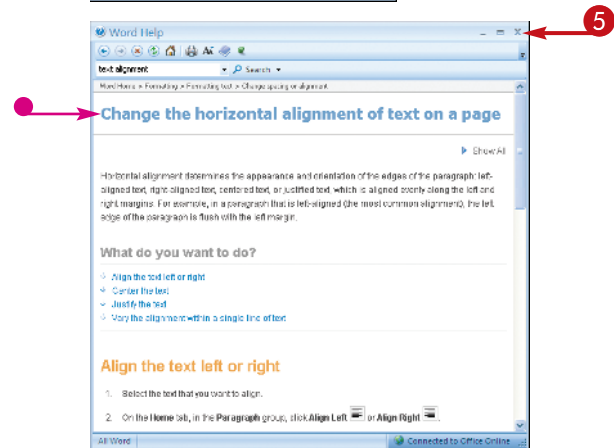 Word Help
5
text alignment Search
Word Home > Formatting > Formatting text > Change spacing or alignment
Change the horizontal alignment of text on a page
Show All
Horizontal alignment determines the appearance and orientation of the edges of the paragraph: left-
aligned text, right-aligned text, centered text, or justified text, which is aligned evenly along the left and
right margins. For example, in a paragraph that is left-aligned (the most common alignment), the left
edge of the paragraph is flush with the left margin.
What do you want to do?
Align the text left or right
Center the text
Justify the text
Vary the alignment within a single line of text
Align the text left or right
1. Select the text that you want to align.
2. On the Home tab, in the Paragraph group, click Align Left or Align Right .
All Word Connected to Office Online